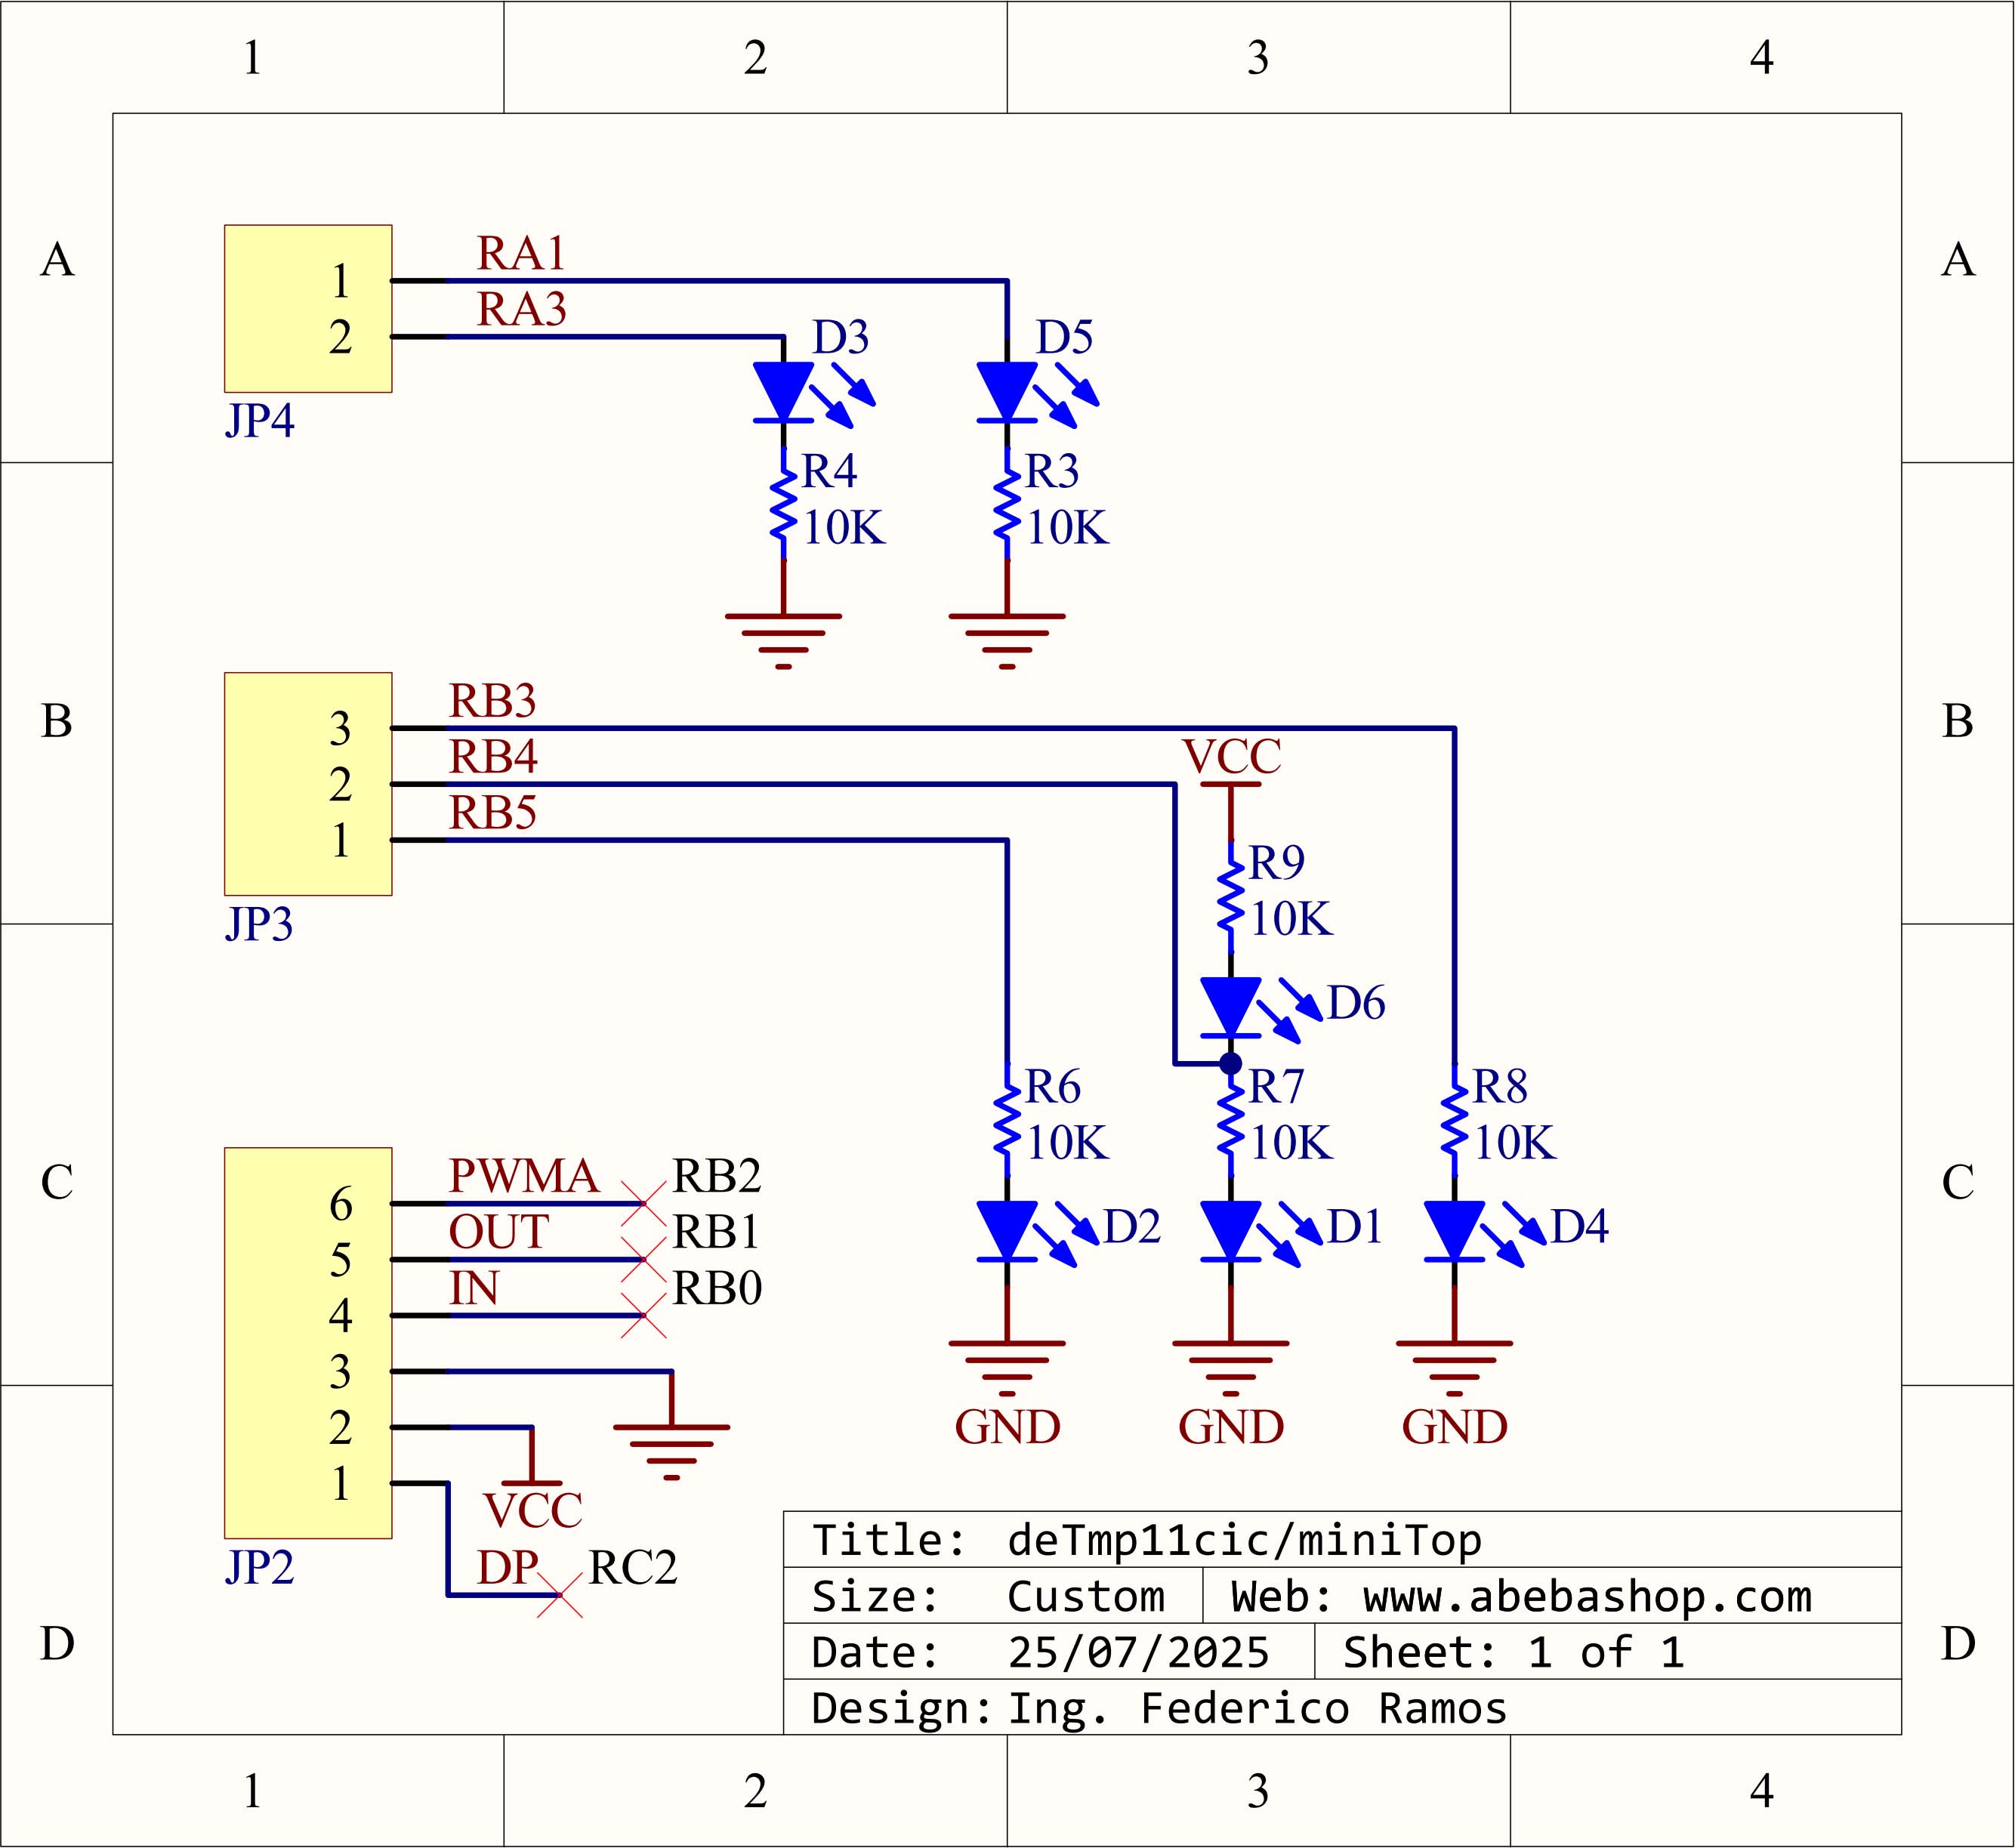 1 2 3 4
A A
RA1
1
RA3
2
D3 D5
JP4
R4 R3
10K 10K
B B
RB3
3
RB4
VCC
2
RB5
1
R9
10K
JP3
D6
R6 R7 R8
10K 10K 10K
C C
PWMA RB2
6
OUT RB1
5
IN RB0
4
D2 D1 D4
3
2
GND GND GND
1
VCC
JP2
DP RC2
Title: deTmp11cic/miniTop
Size: Custom Web: www.abebashop.com
Date: 25/07/2025 Sheet: 1 of 1
Design: Ing. Federico Ramos
D D
1 2 3 4